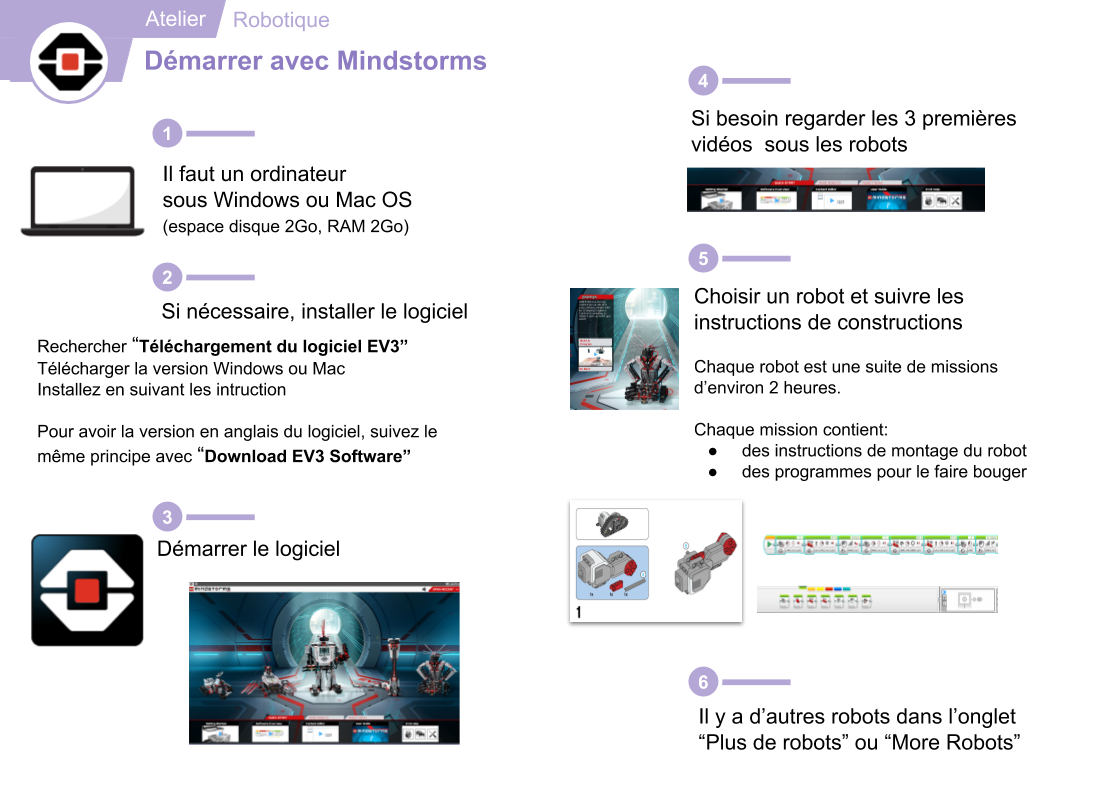 Atelier
Robotique
Démarrer avec Mindstorms
1
Il faut un ordinateur
sous Windows ou Mac OS
(espace disque 2Go, RAM 2Go)
2
Si nécessaire, installer le logiciel
Rechercher “Téléchargement du logiciel EV3”
Télécharger la version Windows ou Mac
Installez en suivant les intruction
Pour avoir la version en anglais du logiciel, suivez le
même principe avec “Download EV3 Software”
3
Démarrer le logiciel
MINDSTORMS
4
Si besoin regarder les 3 premières
vidéos  sous les robots
MINDSTORMS
5
Choisir un robot et suivre les
instructions de constructions
Chaque robot est une suite de missions
d’environ 2 heures.
Chaque mission contient:
● des instructions de montage du robot
● des programmes pour le faire bouger
1x 1x 1x
1
6
Il y a d’autres robots dans l’onglet
“Plus de robots” ou “More Robots”